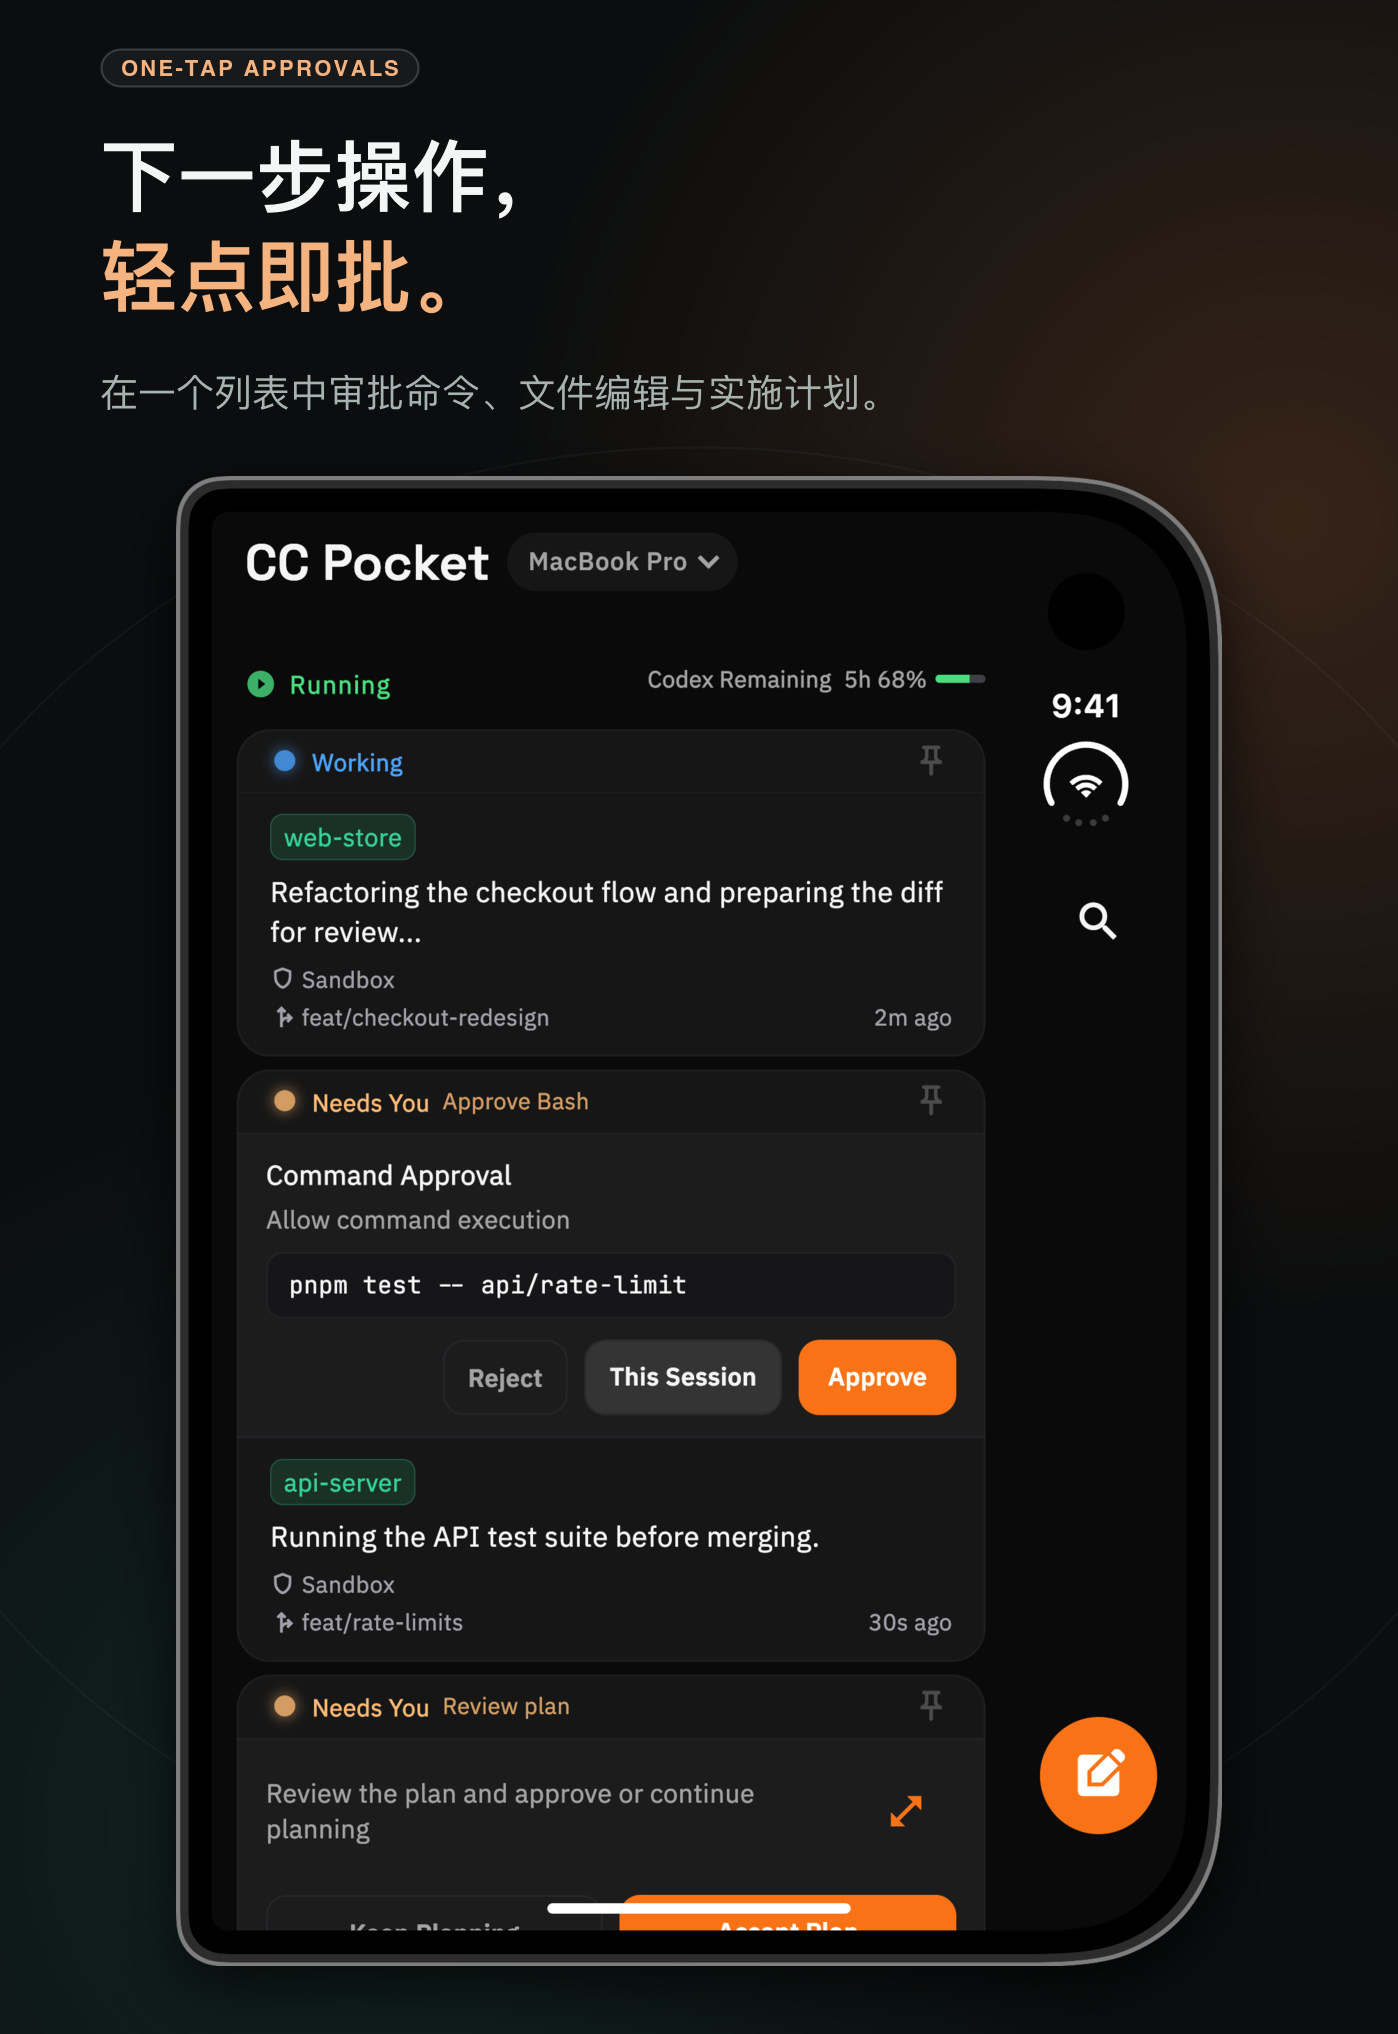 ONE-TAP APPROVALS
下一步操作，
轻点即批。
在一个列表中审批命令、文件编辑与实施计划。
CC Pocket
MacBook Pro
Running
Codex Remaining 5h 68%
9:41
Working
web-store
Refactoring the checkout flow and preparing the diff
for review...
Sandbox
feat/checkout-redesign
2m ago
Needs You Approve Bash
Command Approval
Allow command execution
pnpm test -- api/rate-limit
Reject
This Session
Approve
api-server
Running the API test suite before merging.
Sandbox
feat/rate-limits
30s ago
Needs You Review plan
Review the plan and approve or continue
planning
Keep Planning
Accept Plan